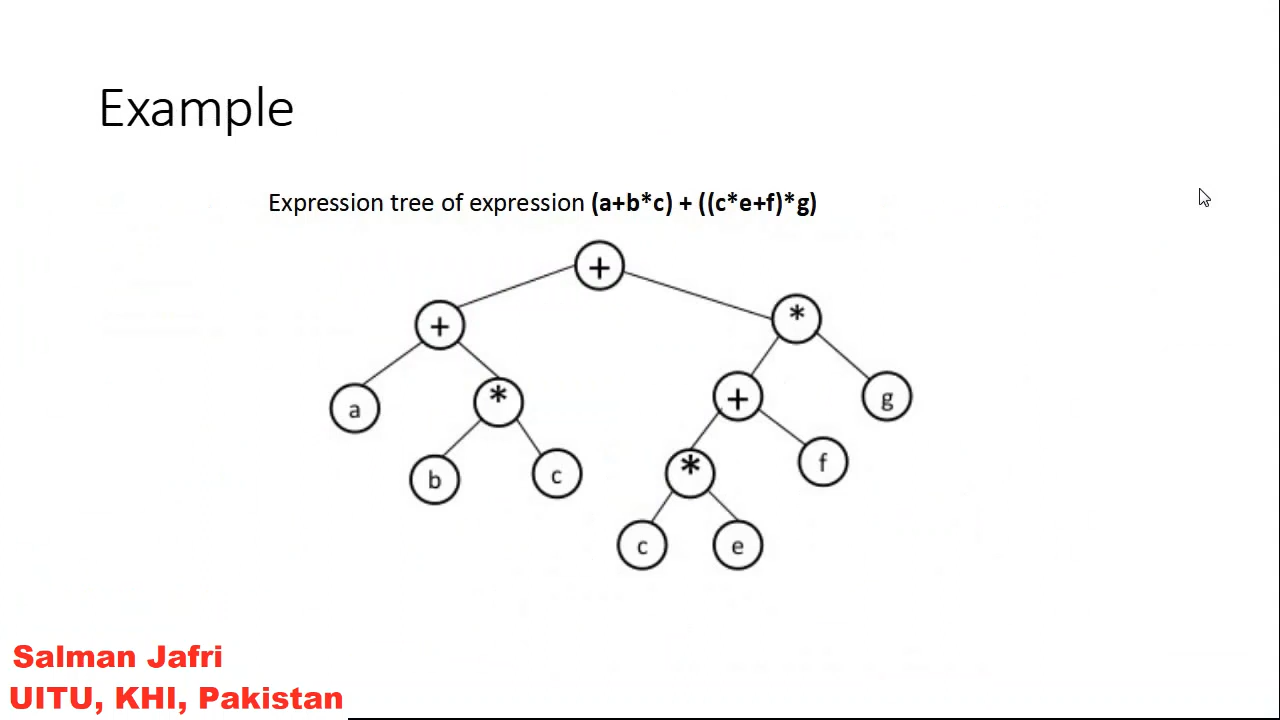 Example
Expression tree of expression (a+b*c) + ((c*e+f)*g)
+
+ *
a * + g
b c * f
c e
Salman Jafri
UITU, KHI, Pakistan